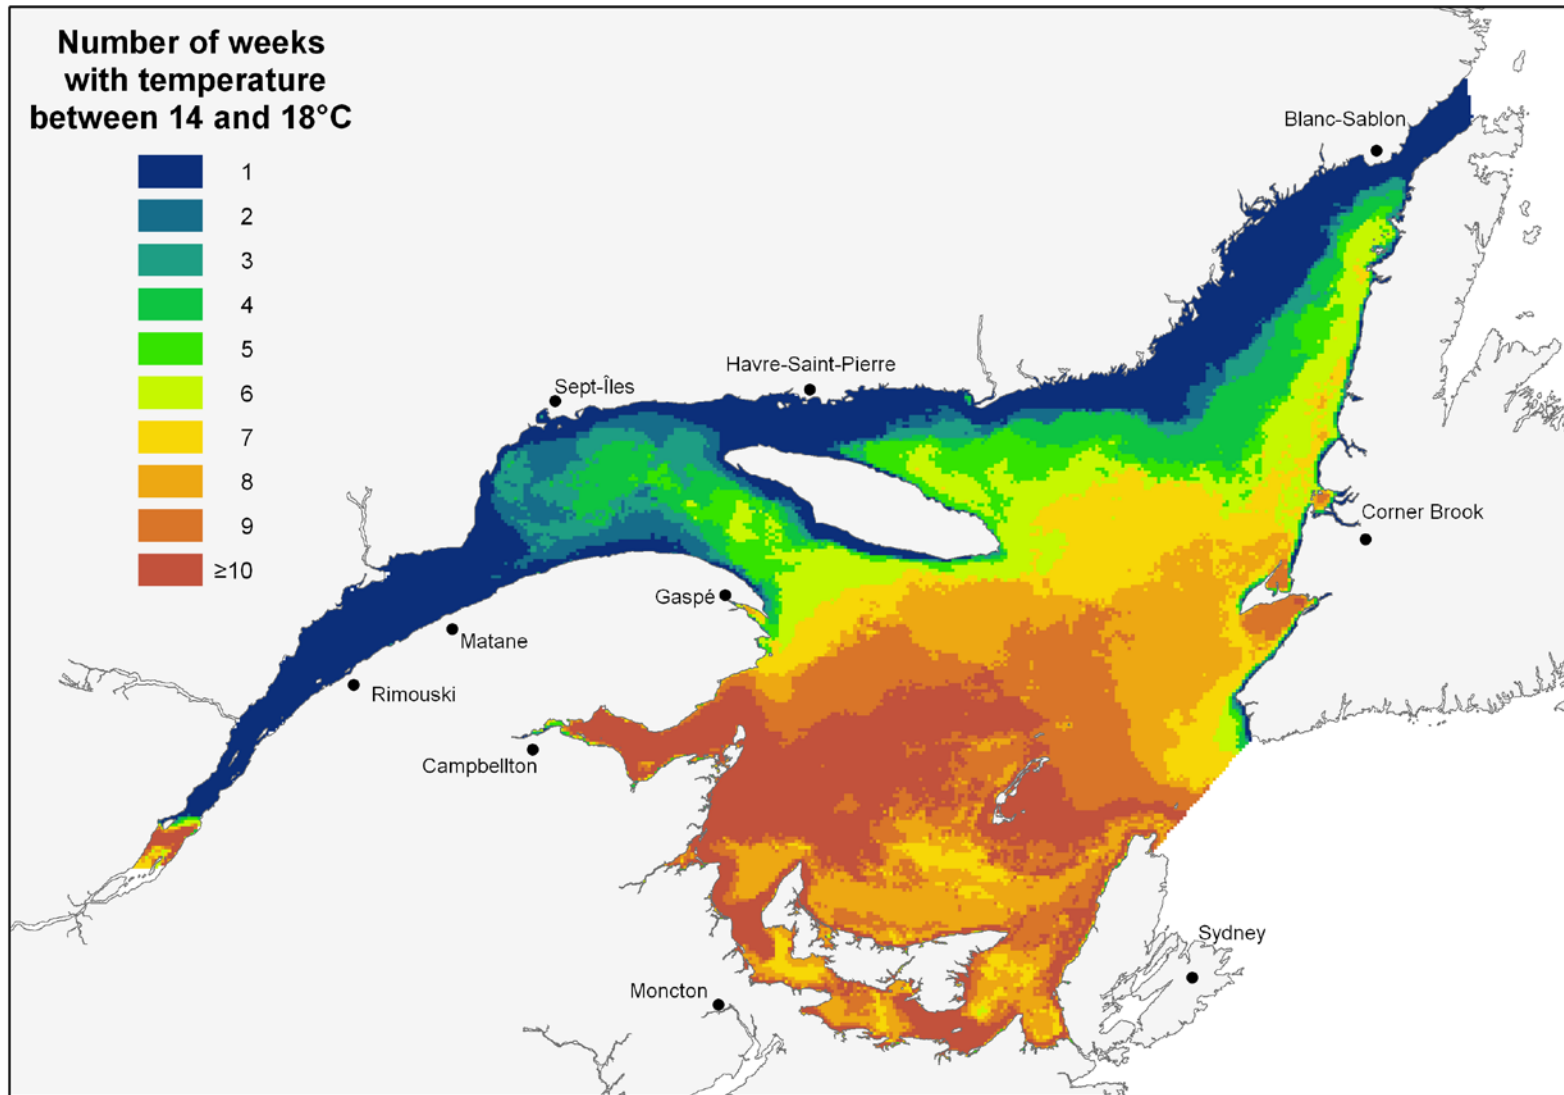 Number of weeks
with temperature
between 14 and 18°C
1
2
3
4
5
6
7
8
9
≥10
Blanc-Sablon
Havre-Saint-Pierre
Sept-Îles
Corner Brook
Gaspé
Matane
Rimouski
Campbellton
Sydney
Moncton